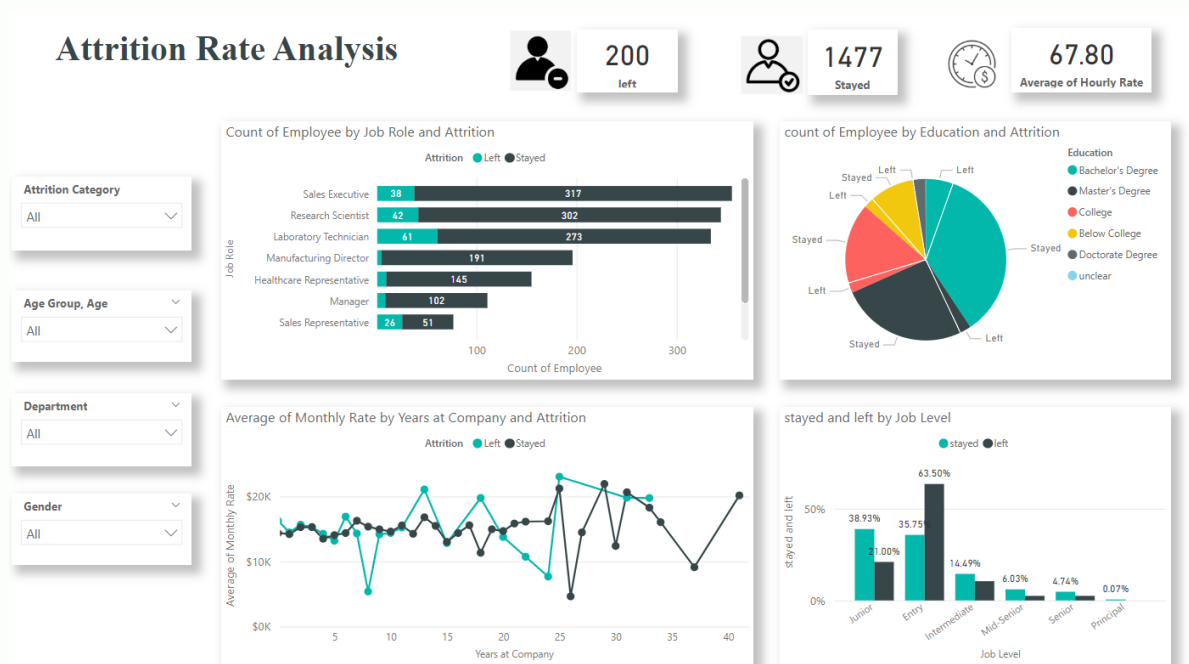 Attrition Rate Analysis
200
left
1477
Stayed
67.80
Average of Hourly Rate
$
Attrition Category
All
Age Group, Age
All
Department
All
Gender
All
Count of Employee by Job Role and Attrition
Attrition Left Stayed
Job Role
Sales Executive 38 317
Research Scientist 42 302
Laboratory Technician 61 273
Manufacturing Director 191
Healthcare Representative 145
Manager 102
Sales Representative 26 51
100 200 300
Count of Employee
count of Employee by Education and Attrition
Left
Stayed
Left
Stayed
Left
Stayed
Left
Stayed
Left
Education
Bachelor's Degree
Master's Degree
College
Below College
Doctorate Degree
unclear
Average of Monthly Rate by Years at Company and Attrition
Attrition Left Stayed
Average of Monthly Rate
$20K
$10K
$0K
5 10 15 20 25 30 35 40
Years at Company
stayed and left by Job Level
stayed left
stayed and left
50%
0%
38.93%
21.00%
35.75%
63.50%
14.49%
6.03%
4.74%
0.07%
Junior Entry Intermediate Mid-Senior Senior Principal
Job Level